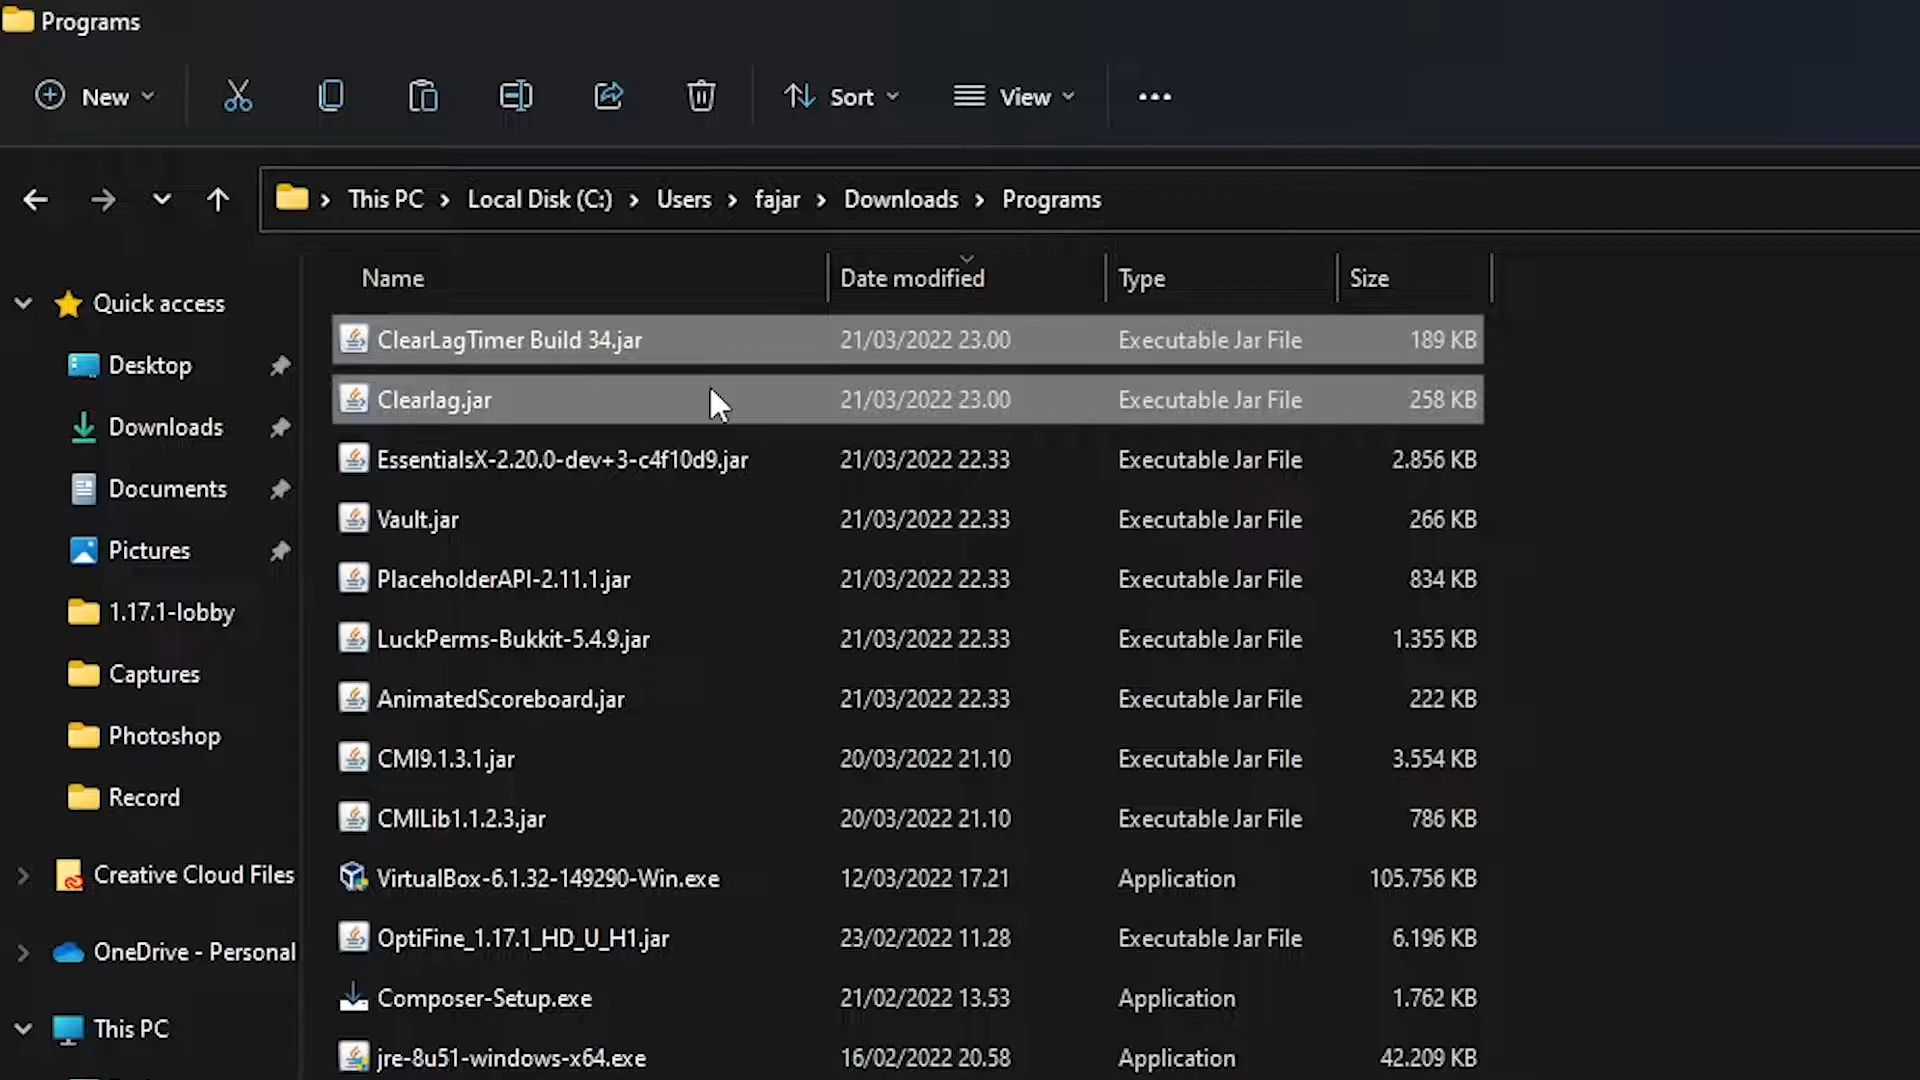 Programs
New
Sort
View
This PC > Local Disk (C:) > Users > fajar > Downloads > Programs
Name Date modified Type Size
Quick access
Desktop
Downloads
Documents
Pictures
1.17.1-lobby
Captures
Photoshop
Record
Creative Cloud Files
OneDrive - Personal
This PC
ClearLagTimer Build 34.jar 21/03/2022 23.00 Executable Jar File 189 KB
Clearlag.jar 21/03/2022 23.00 Executable Jar File 258 KB
EssentialsX-2.20.0-dev+3-c4f10d9.jar 21/03/2022 22.33 Executable Jar File 2.856 KB
Vault.jar 21/03/2022 22.33 Executable Jar File 266 KB
PlaceholderAPI-2.11.1.jar 21/03/2022 22.33 Executable Jar File 834 KB
LuckPerms-Bukkit-5.4.9.jar 21/03/2022 22.33 Executable Jar File 1.355 KB
AnimatedScoreboard.jar 21/03/2022 22.33 Executable Jar File 222 KB
CMI9.1.3.1.jar 20/03/2022 21.10 Executable Jar File 3.554 KB
CMILib1.1.2.3.jar 20/03/2022 21.10 Executable Jar File 786 KB
VirtualBox-6.1.32-149290-Win.exe 12/03/2022 17.21 Application 105.756 KB
OptiFine_1.17.1_HD_U_H1.jar 23/02/2022 11.28 Executable Jar File 6.196 KB
Composer-Setup.exe 21/02/2022 13.53 Application 1.762 KB
jre-8u51-windows-x64.exe 16/02/2022 20.58 Application 42.209 KB